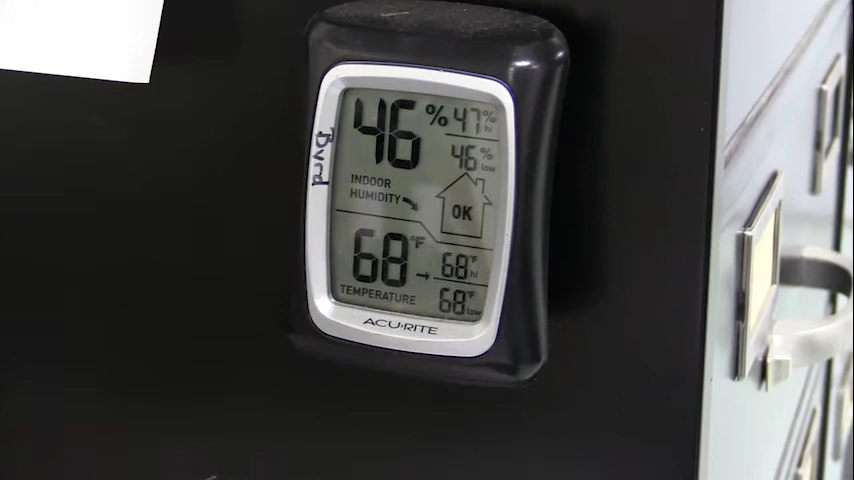 46 % 47 % hi
46 % low
INDOOR
HUMIDITY
OK
68 °F 68 °F hi
TEMPERATURE 68 °F low
ACU›RITE
Byrd